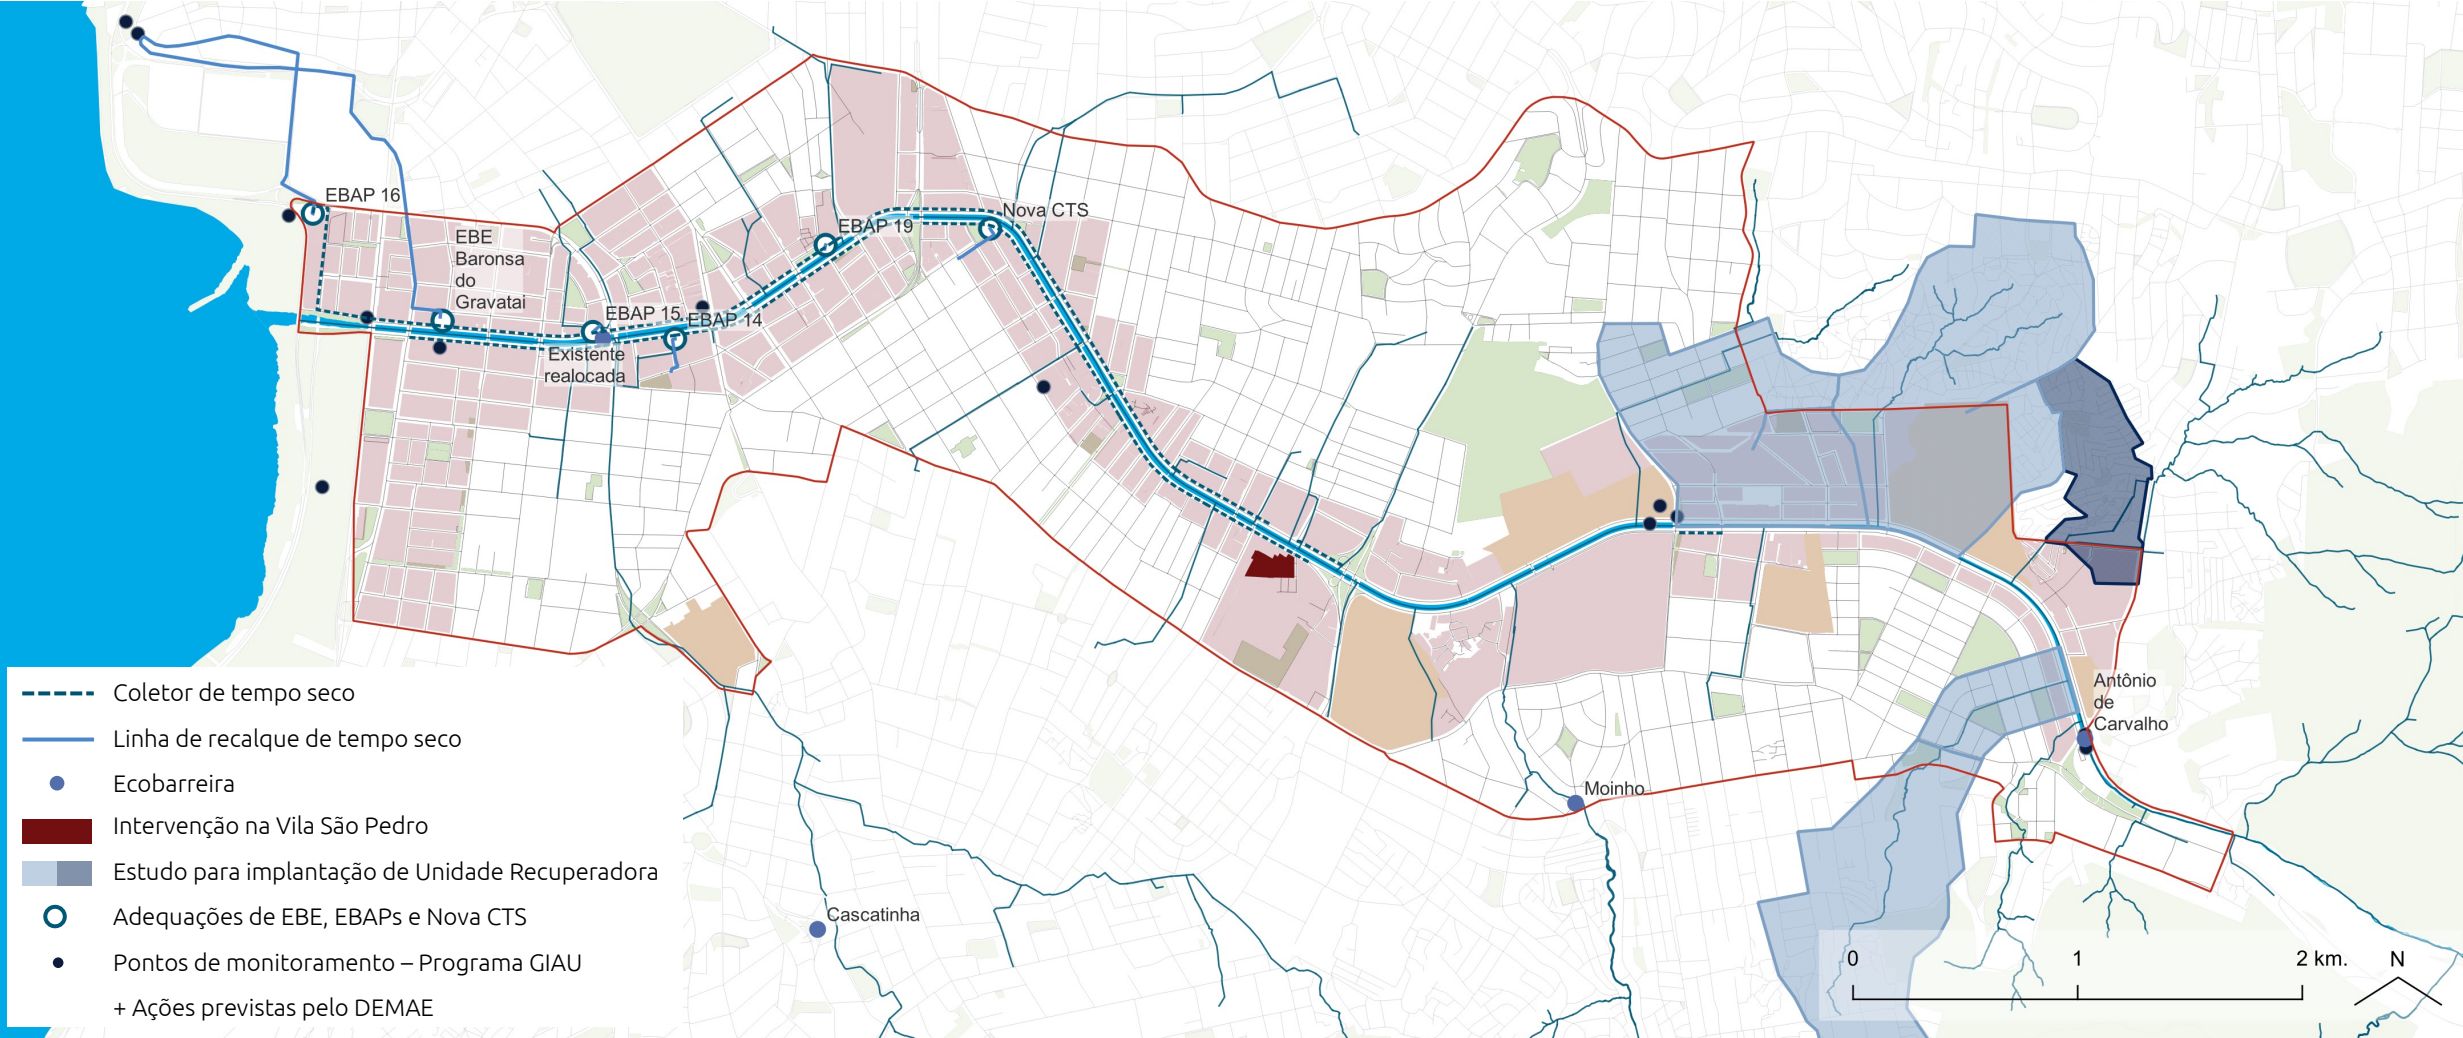 EBAP 16
Nova CTS
EBAP 19
EBE
Baronsa
do
Gravatai
EBAP 15
EBAP 14
Existente
realocada
Antônio
de
Carvalho
Moinho
Cascatinha
Coletor de tempo seco
Linha de recalque de tempo seco
Ecobarreira
Intervenção na Vila São Pedro
Estudo para implantação de Unidade Recuperadora
Adequações de EBE, EBAPs e Nova CTS
Pontos de monitoramento – Programa GIAU
+ Ações previstas pelo DEMAE
0 1 2 km. N